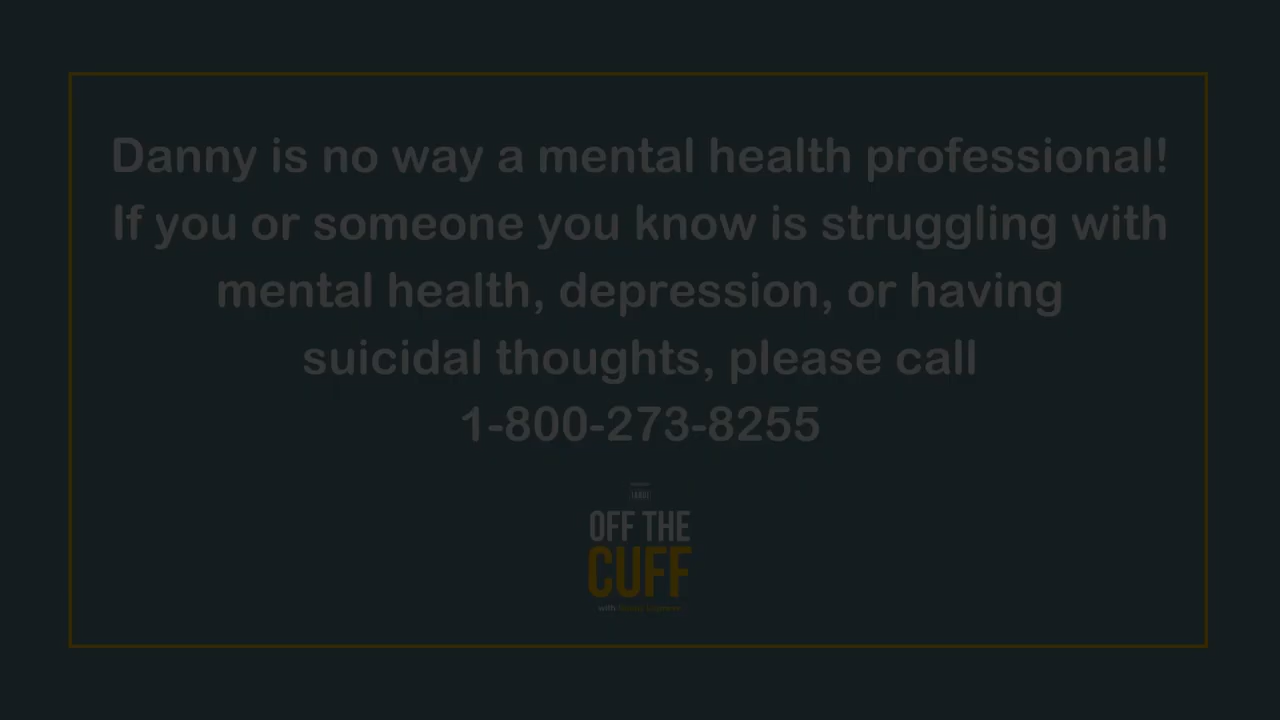 Danny is no way a mental health professional!
If you or someone you know is struggling with
mental health, depression, or having
suicidal thoughts, please call
1-800-273-8255
OFF THE
CUFF
with